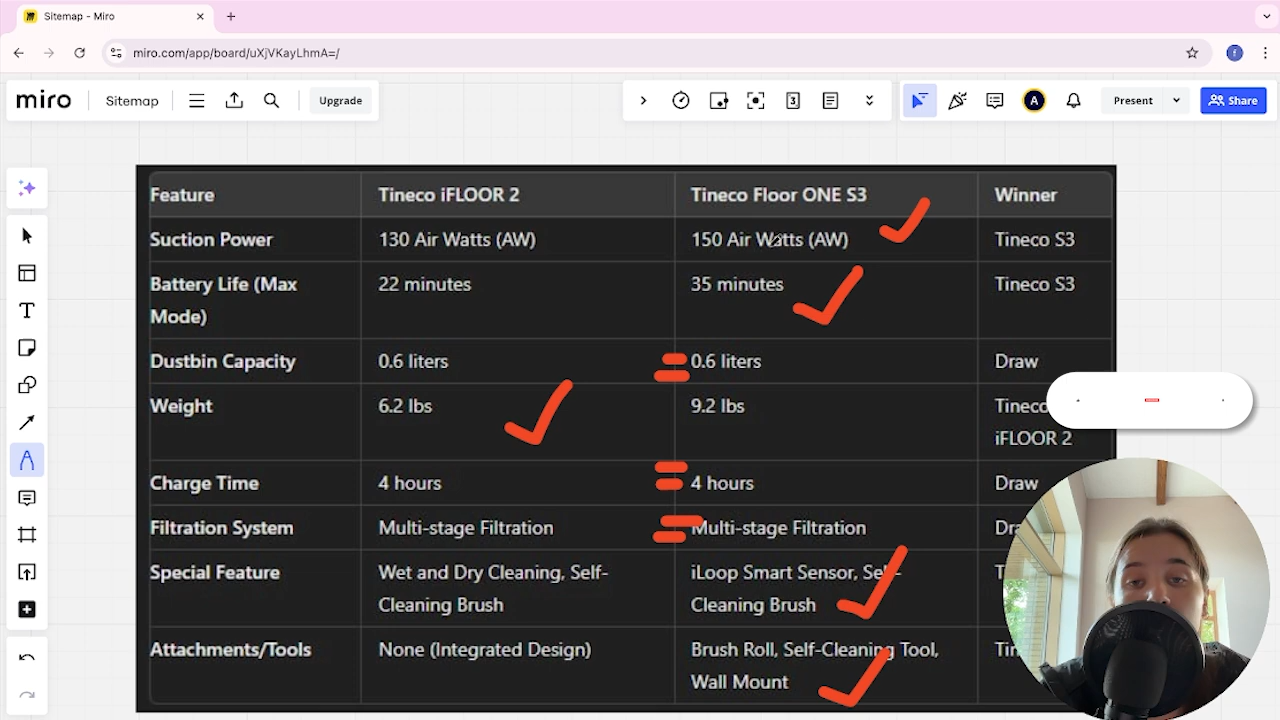 Sitemap - Miro
miro.com/app/board/uXjVKayLhmA=/
f
miro
Sitemap
Upgrade
3
A
Present
Share
Feature Tineco iFLOOR 2 Tineco Floor ONE S3 Winner
Suction Power 130 Air Watts (AW) 150 Air Watts (AW) Tineco S3
Battery Life (Max 22 minutes 35 minutes Tineco S3
Mode)
Dustbin Capacity 0.6 liters 0.6 liters Draw
Weight 6.2 lbs 9.2 lbs Tineco
iFLOOR 2
Charge Time 4 hours 4 hours Draw
Filtration System Multi-stage Filtration Multi-stage Filtration
Special Feature Wet and Dry Cleaning, Self- iLoop Smart Sensor, Self-
Cleaning Brush Cleaning Brush
Attachments/Tools None (Integrated Design) Brush Roll, Self-Cleaning Tool,
Wall Mount